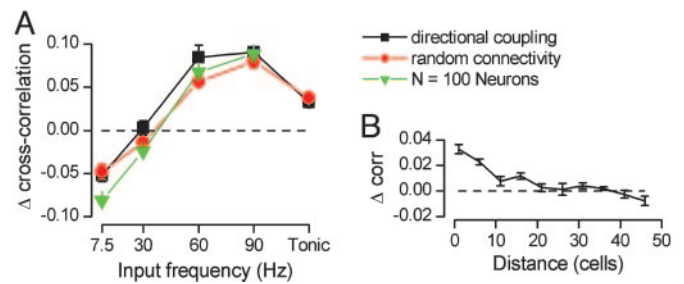 A
Δ cross-correlation
0.10
0.05
0.00
-0.05
-0.10
7.5 30 60 90 Tonic
Input frequency (Hz)
directional coupling
random connectivity
N = 100 Neurons
B
Δ corr
0.04
0.02
0.00
-0.02
0 10 20 30 40 50
Distance (cells)